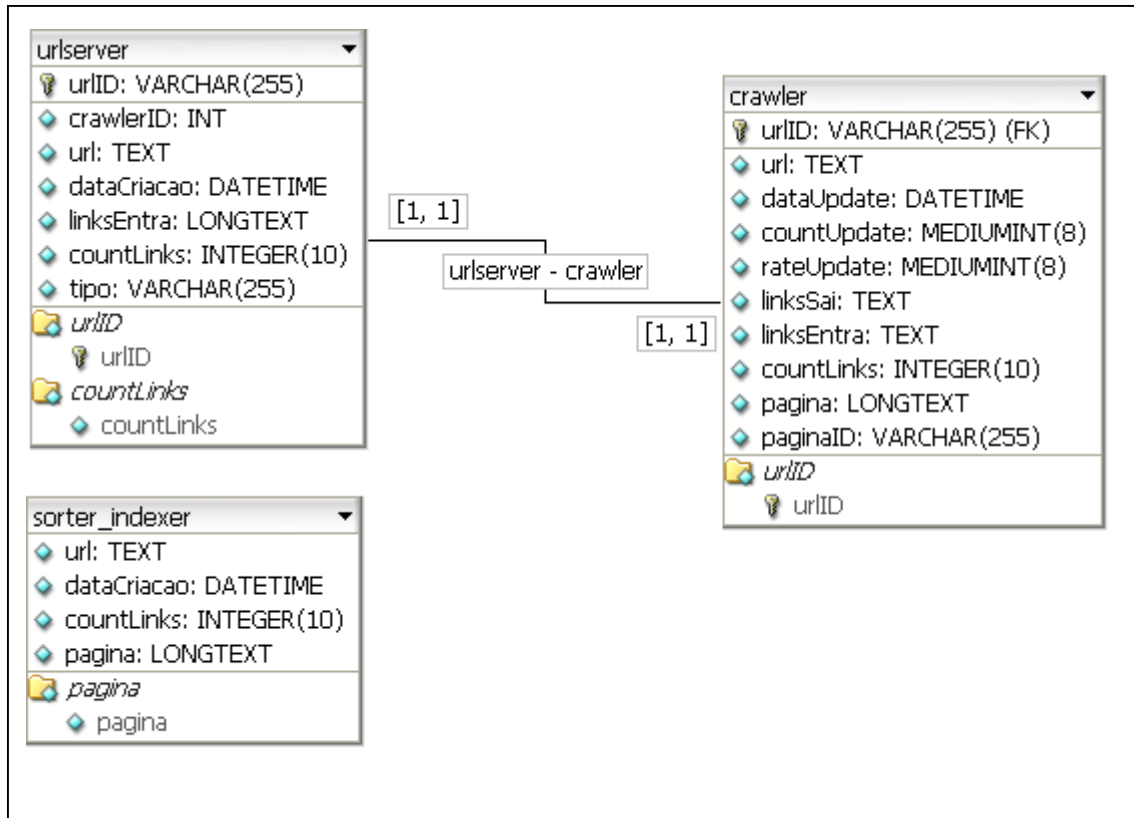 urlserver
urlID: VARCHAR(255)
crawlerID: INT
url: TEXT
dataCriacao: DATETIME
linksEntra: LONGTEXT
countLinks: INTEGER(10)
tipo: VARCHAR(255)
urlID
urlID
countLinks
countLinks
[1, 1]
urlserver - crawler
[1, 1]
crawler
urlID: VARCHAR(255) (FK)
url: TEXT
dataUpdate: DATETIME
countUpdate: MEDIUMINT(8)
rateUpdate: MEDIUMINT(8)
linksSai: TEXT
linksEntra: TEXT
countLinks: INTEGER(10)
pagina: LONGTEXT
paginaID: VARCHAR(255)
urlID
urlID
sorter_indexer
url: TEXT
dataCriacao: DATETIME
countLinks: INTEGER(10)
pagina: LONGTEXT
pagina
pagina